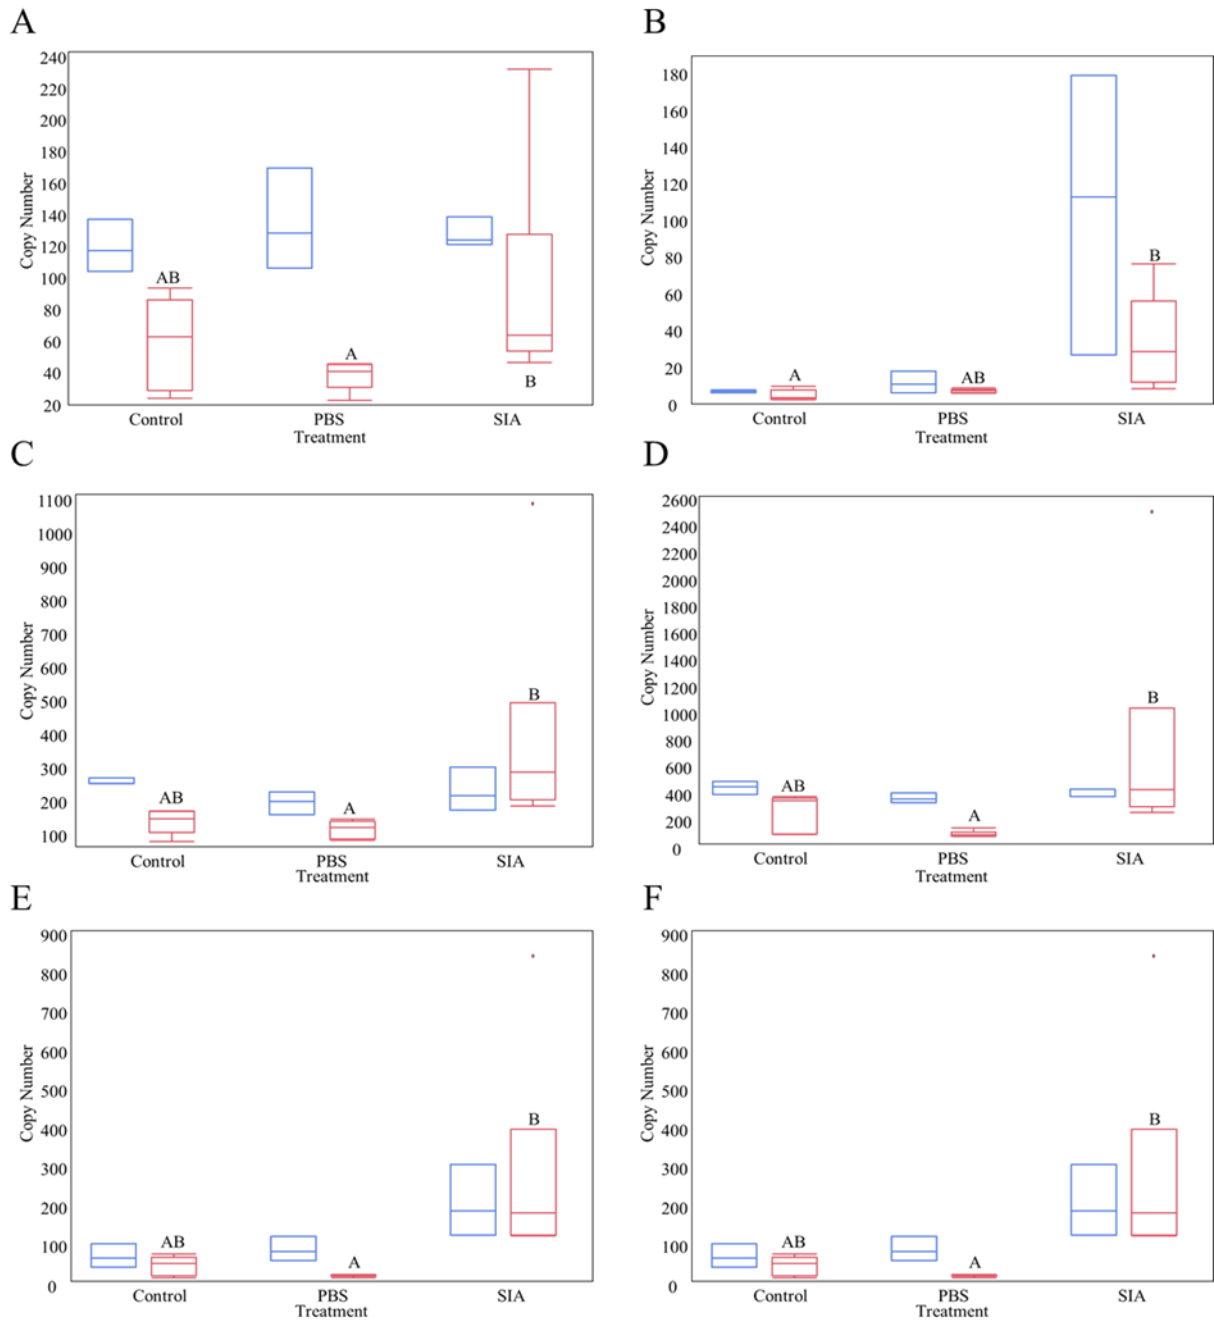 A
240
220
200
180
160
140
120
100
80
60
40
20
Copy Number
AB
A
B
Control
PBS
SIA
Treatment
B
180
160
140
120
100
80
60
40
20
0
Copy Number
A
AB
B
Control
PBS
SIA
Treatment
C
1100
1000
900
800
700
600
500
400
300
200
100
Copy Number
AB
A
B
Control
PBS
SIA
Treatment
D
2600
2400
2200
2000
1800
1600
1400
1200
1000
800
600
400
200
0
Copy Number
AB
A
B
Control
PBS
SIA
Treatment
E
900
800
700
600
500
400
300
200
100
0
Copy Number
AB
A
B
Control
PBS
SIA
Treatment
F
900
800
700
600
500
400
300
200
100
0
Copy Number
AB
A
B
Control
PBS
SIA
Treatment